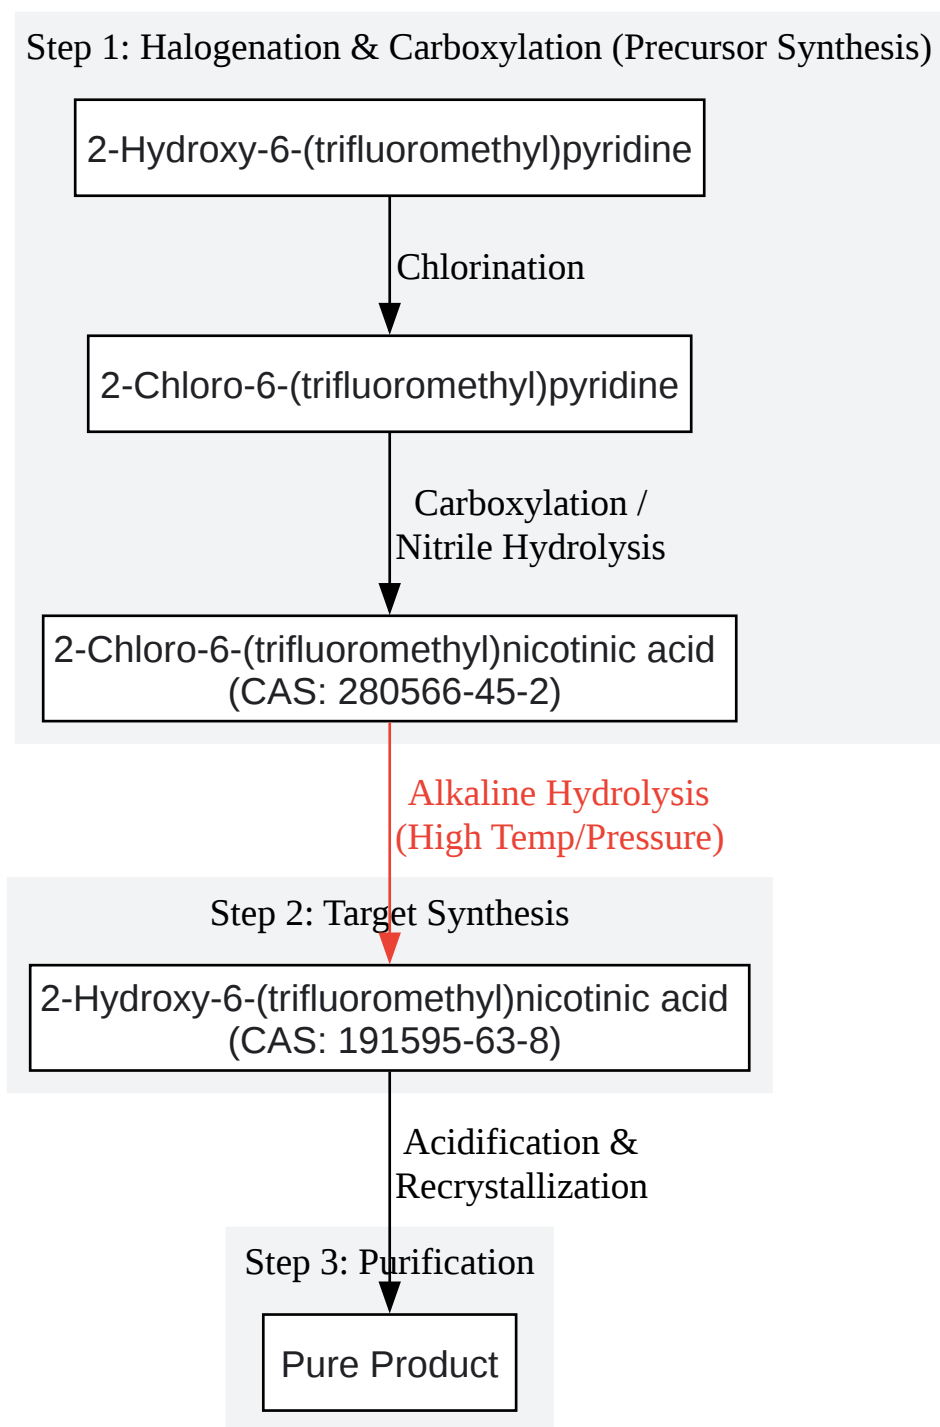 Step 1: Halogenation & Carboxylation (Precursor Synthesis)
2-Hydroxy-6-(trifluoromethyl)pyridine
Chlorination
2-Chloro-6-(trifluoromethyl)pyridine
Carboxylation /
Nitrile Hydrolysis
2-Chloro-6-(trifluoromethyl)nicotinic acid
(CAS: 280566-45-2)
Alkaline Hydrolysis
(High Temp/Pressure)
Step 2: Target Synthesis
2-Hydroxy-6-(trifluoromethyl)nicotinic acid
(CAS: 191595-63-8)
Acidification &
Recrystallization
Step 3: Purification
Pure Product